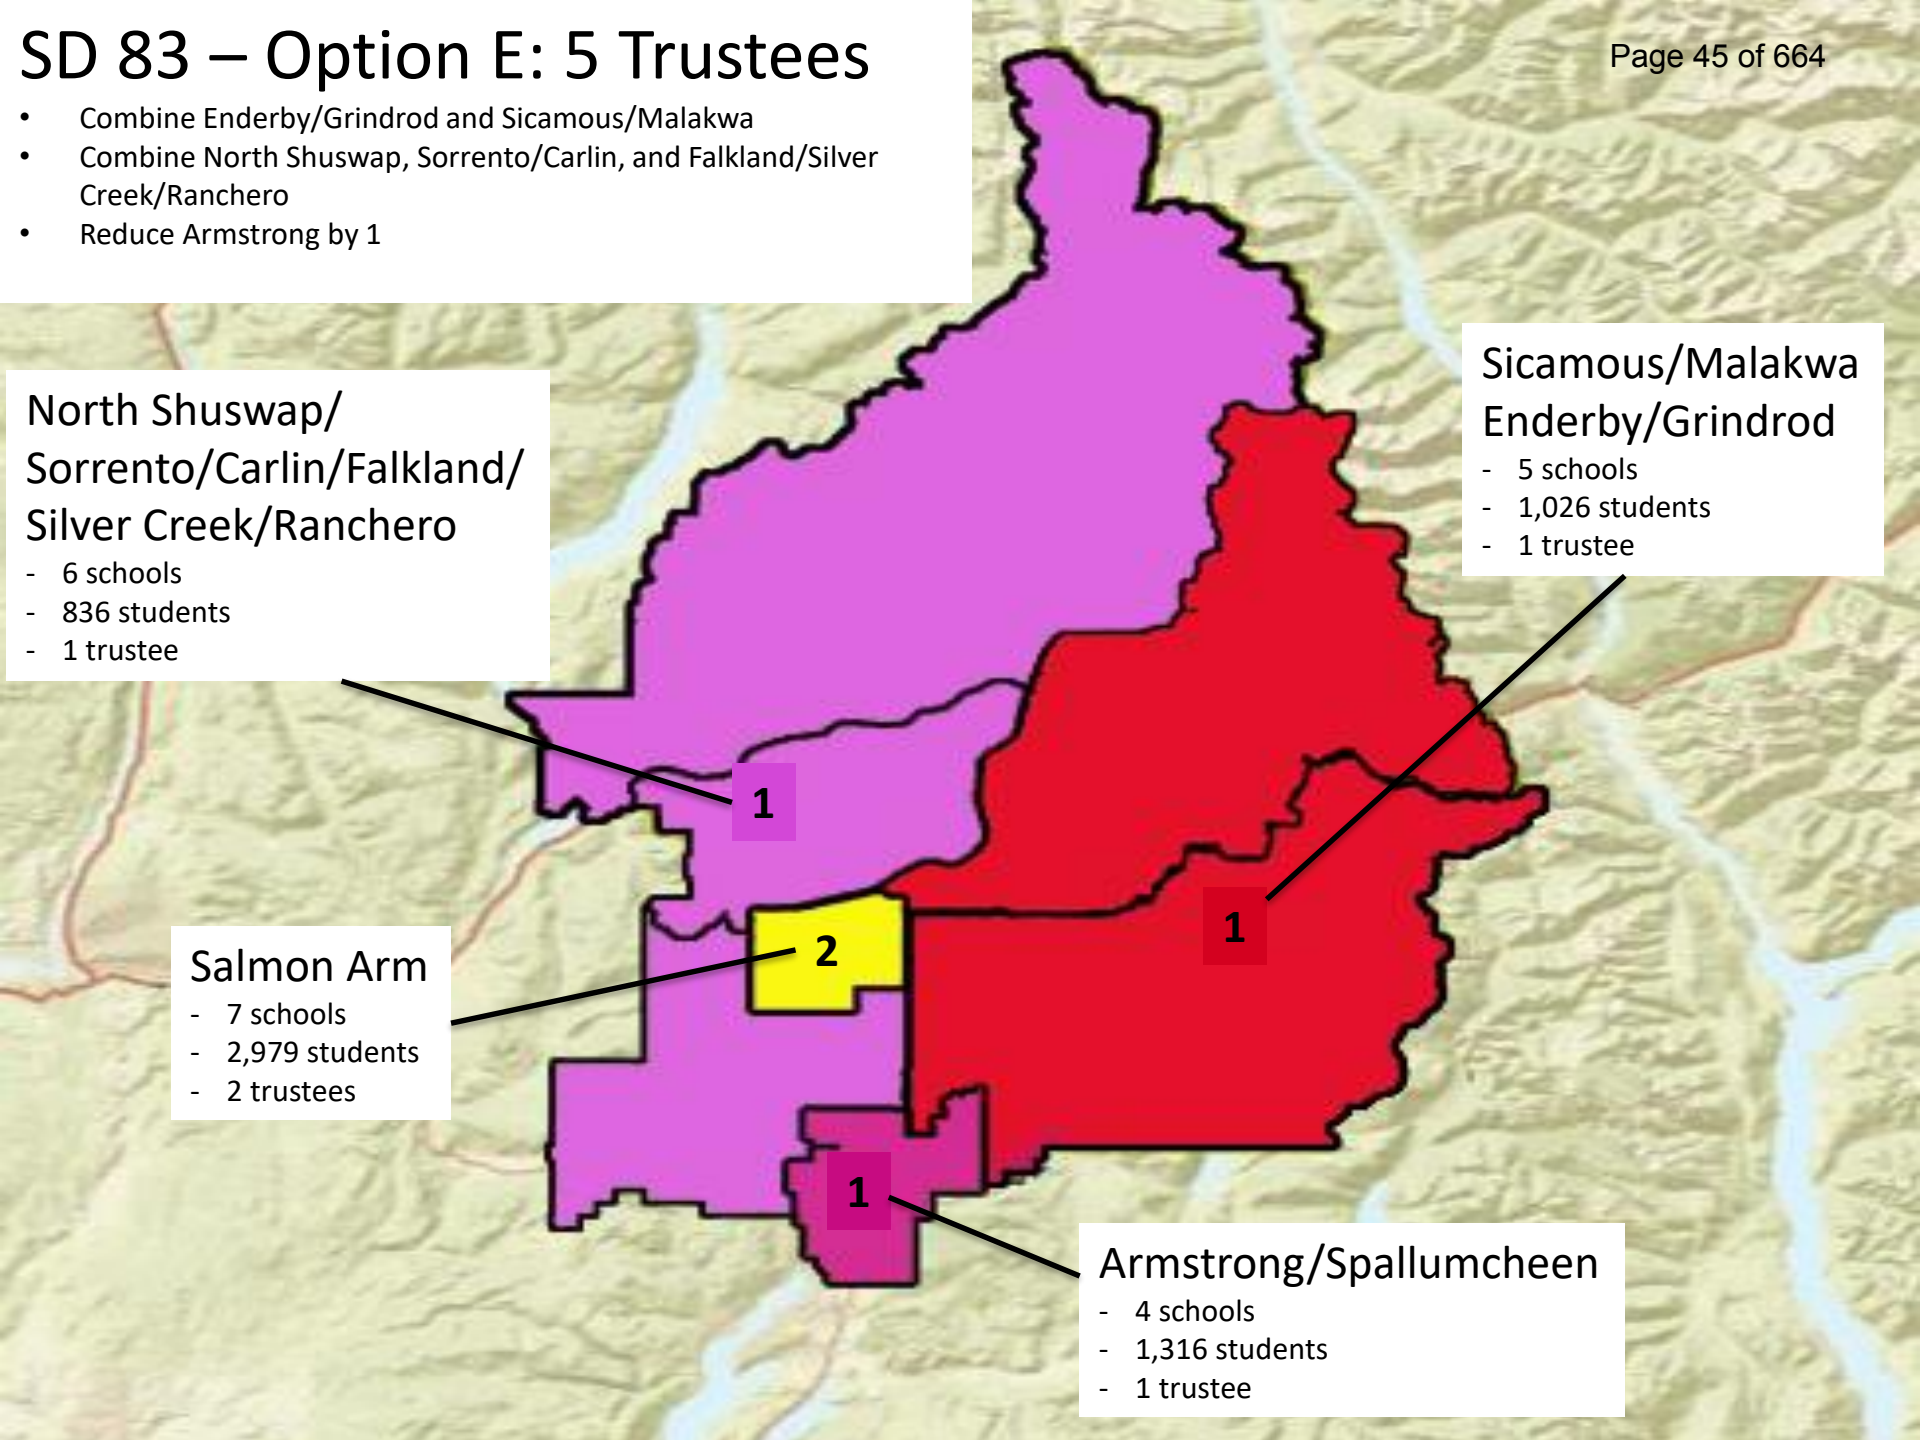 SD 83 – Option E: 5 Trustees
• Combine Enderby/Grindrod and Sicamous/Malakwa
• Combine North Shuswap, Sorrento/Carlin, and Falkland/Silver
Creek/Ranchero
• Reduce Armstrong by 1
Page 45 of 664
Sicamous/Malakwa
Enderby/Grindrod
- 5 schools
- 1,026 students
- 1 trustee
North Shuswap/
Sorrento/Carlin/Falkland/
Silver Creek/Ranchero
- 6 schools
- 836 students
- 1 trustee
1
1
2
Salmon Arm
- 7 schools
- 2,979 students
- 2 trustees
1
Armstrong/Spallumcheen
- 4 schools
- 1,316 students
- 1 trustee